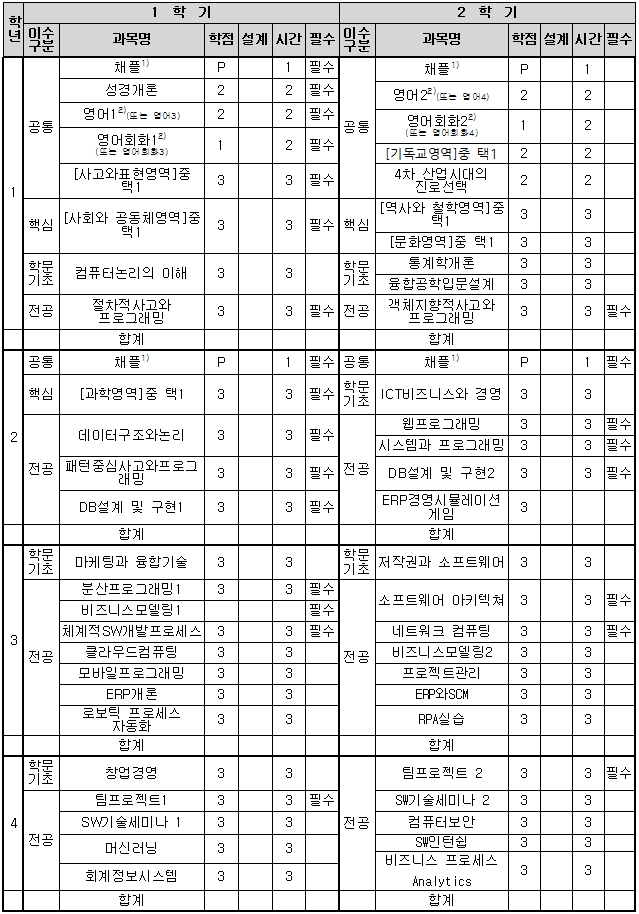 학년 이수구분 1 학 기 이수구분 2 학 기
과목명 학점 설계 시간 필수 과목명 학점 설계 시간 필수
1 공통 채플1) P 1 필수 공통 채플1) P 1
성경개론 2 2 필수 영어22)(또는 영어4) 2 2
영어12)(또는 영어3) 2 2 필수 영어회화22)(또는 영어회화4) 1 2
영어회화12)(또는 영어회화3) 1 2 필수 [기독교영역]중 택1 2 2
[사고와표현영역]중 택1 3 3 필수 4차 산업시대의 진로선택 2 2
핵심 [사회와 공동체영역]중 택1 3 3 필수 핵심 [역사와 철학영역]중 택1 3 3
[문화영역]중 택1 3 3
학문기초 컴퓨터논리의 이해 3 3 학문기초 통계학개론 3 3
융합공학입문설계 3 3
전공 절차적사고와 프로그래밍 3 3 필수 전공 객체지향적사고와 프로그래밍 3 3 필수
합계 합계
2 공통 채플1) P 1 필수 공통 채플1) P 1 필수
핵심 [과학영역]중 택1 3 3 필수 학문기초 ICT비즈니스와 경영 3 3
전공 데이터구조와논리 3 3 필수 전공 웹프로그래밍 3 3 필수
시스템과 프로그래밍 3 3 필수
패턴중심사고와프로그래밍 3 3 필수 DB설계 및 구현2 3 3 필수
DB설계 및 구현1 3 3 필수 ERP경영시뮬레이션게임 3
합계 합계
3 학문기초 마케팅과 융합기술 3 3 학문기초 저작권과 소프트웨어 3 3
전공 분산프로그래밍1 3 3 필수 전공 소프트웨어 아키텍쳐 3 3 필수
비즈니스모델링1 필수
체계적SW개발프로세스 3 3 필수 네트워크 컴퓨팅 3 3 필수
클라우드컴퓨팅 3 3 비즈니스모델링2 3 3
모바일프로그래밍 3 3 프로젝트관리 3 3
ERP개론 3 3 ERP와SCM 3 3
로보틱 프로세스 자동화 3 3 RPA실습 3 3
합계 합계
4 학문기초 창업경영 3 3 전공 팀프로젝트 2 3 3 필수
전공 팀프로젝트1 3 3 필수 SW기술세미나 2 3 3
SW기술세미나 1 3 3 컴퓨터보안 3 3
머신러닝 3 3 SW인턴쉽 3 3
회계정보시스템 3 3 비즈니스 프로세스 Analytics 3 3
합계 합계